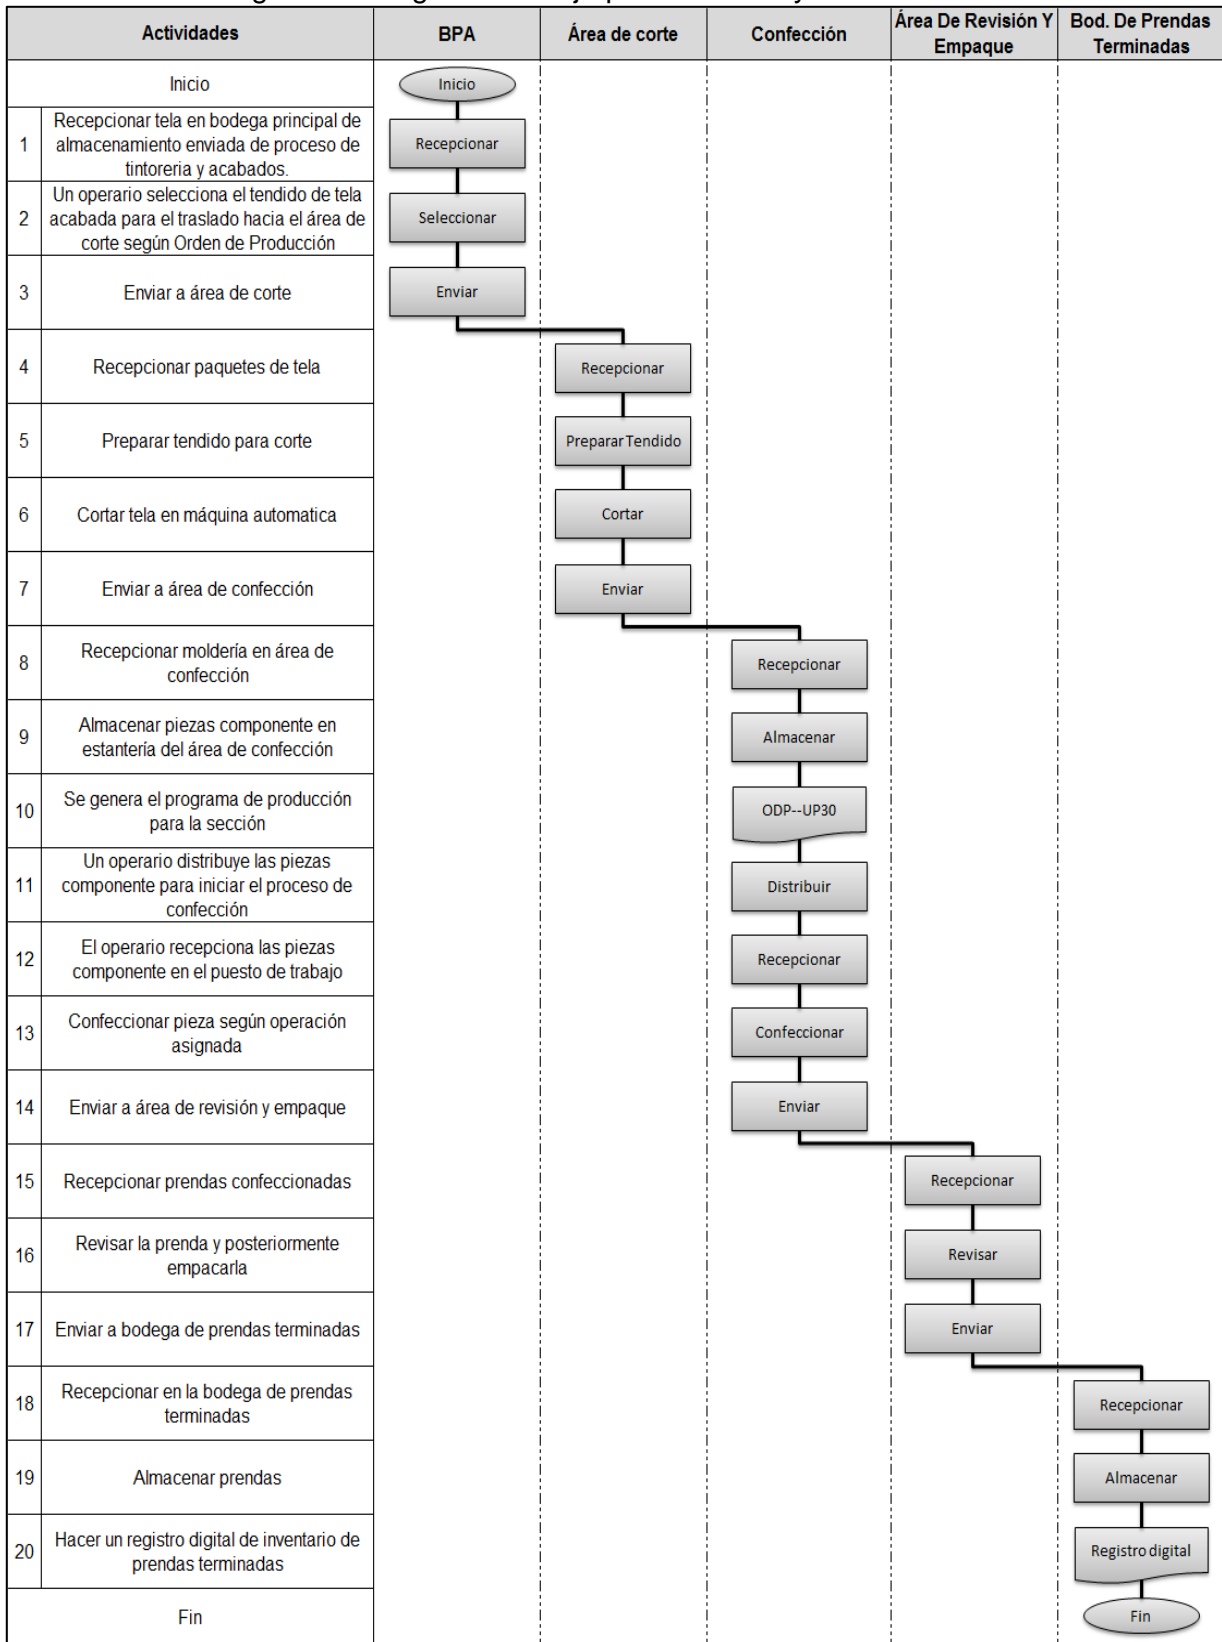 Actividades
BPA
Área de corte
Confección
Área De Revisión Y
Empaque
Bod. De Prendas
Terminadas
Inicio
Inicio
1
Recepcionar tela en bodega principal de
almacenamiento enviada de proceso de
tintoreria y acabados.
Recepcionar
2
Un operario selecciona el tendido de tela
acabada para el traslado hacia el área de
corte según Orden de Producción
Seleccionar
3
Enviar a área de corte
Enviar
4
Recepcionar paquetes de tela
Recepcionar
5
Preparar tendido para corte
Preparar Tendido
6
Cortar tela en máquina automatica
Cortar
7
Enviar a área de confección
Enviar
8
Recepcionar moldería en área de
confección
Recepcionar
9
Almacenar piezas componente en
estantería del área de confección
Almacenar
10
Se genera el programa de producción
para la sección
ODP--UP30
11
Un operario distribuye las piezas
componente para iniciar el proceso de
confección
Distribuir
12
El operario recepciona las piezas
componente en el puesto de trabajo
Recepcionar
13
Confeccionar pieza según operación
asignada
Confeccionar
14
Enviar a área de revisión y empaque
Enviar
15
Recepcionar prendas confeccionadas
Recepcionar
16
Revisar la prenda y posteriormente
empacarla
Revisar
17
Enviar a bodega de prendas terminadas
Enviar
18
Recepcionar en la bodega de prendas
terminadas
Recepcionar
19
Almacenar prendas
Almacenar
20
Hacer un registro digital de inventario de
prendas terminadas
Registro digital
Fin
Fin